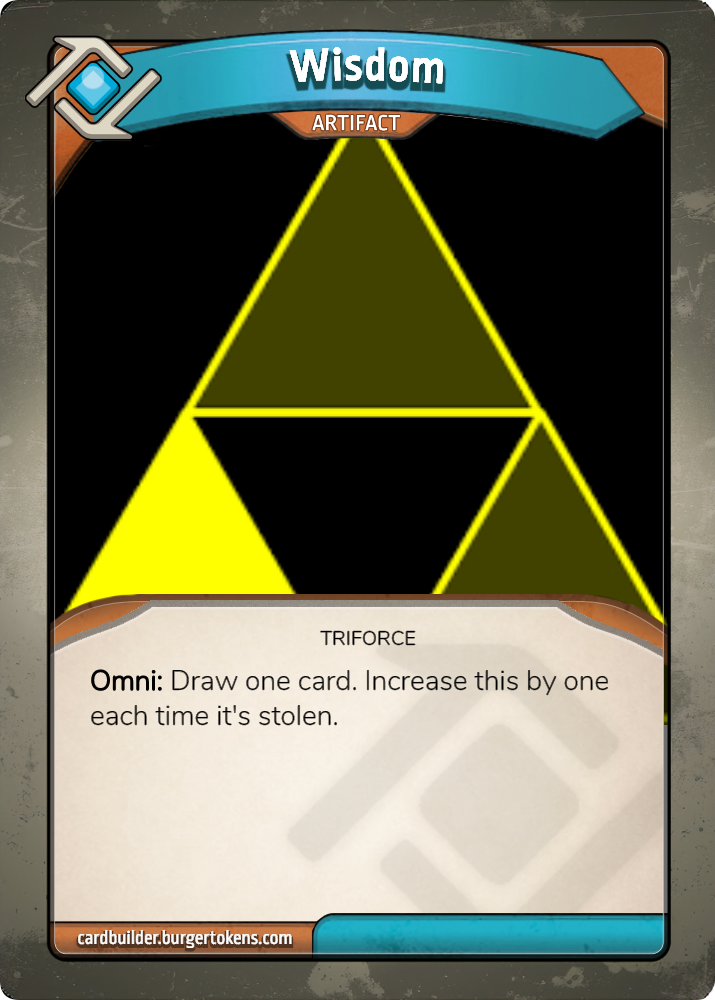 Wisdom
ARTIFACT
TRIFORCE
Omni: Draw one card. Increase this by one
each time it's stolen.
cardbuilder.burgertokens.com